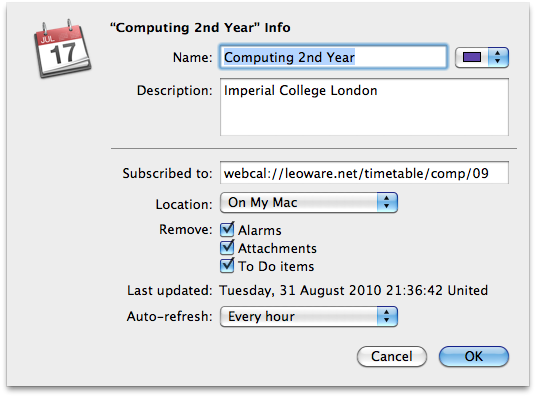 JUL
17
“Computing 2nd Year” Info
Name: Computing 2nd Year
Description: Imperial College London
Subscribed to: webcal://leoware.net/timetable/comp/09
Location: On My Mac
Remove: Alarms
Attachments
To Do items
Last updated: Tuesday, 31 August 2010 21:36:42 United
Auto-refresh: Every hour
Cancel OK